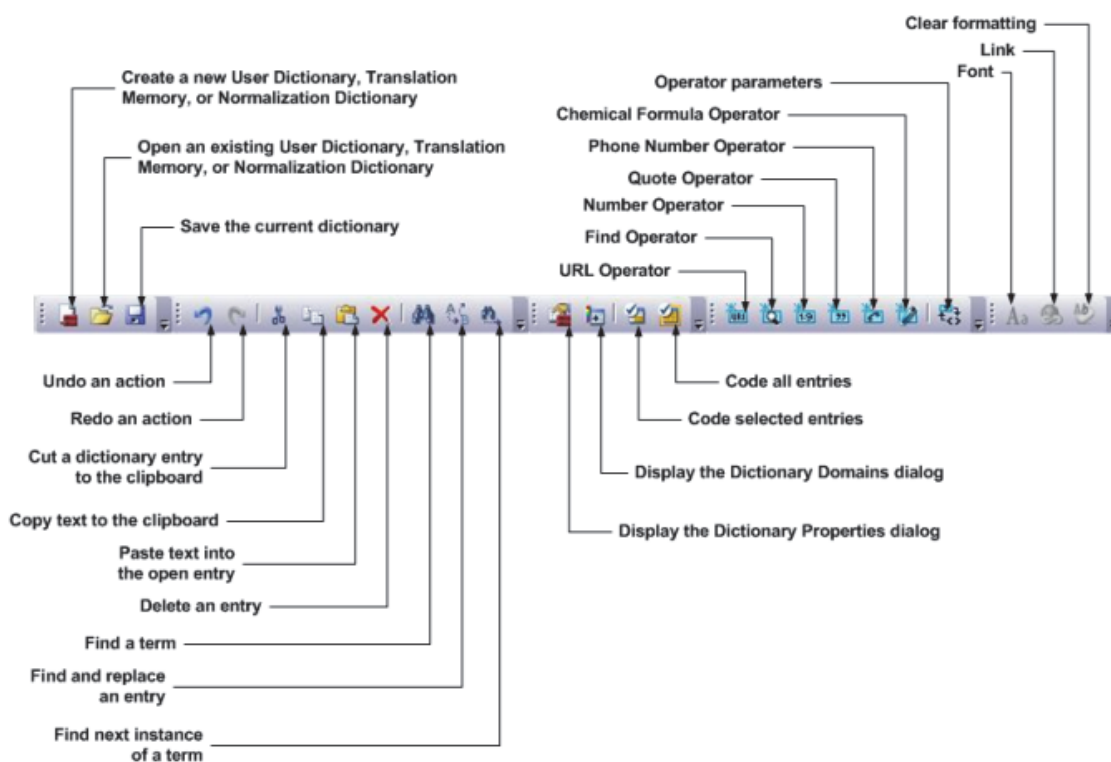 Clear formatting
Link
Font
Create a new User Dictionary, Translation
Memory, or Normalization Dictionary
Operator parameters
Chemical Formula Operator
Open an existing User Dictionary, Translation
Memory, or Normalization Dictionary
Phone Number Operator
Quote Operator
Number Operator
Save the current dictionary
Find Operator
URL Operator
Undo an action
Code all entries
Redo an action
Code selected entries
Cut a dictionary entry
to the clipboard
Display the Dictionary Domains dialog
Copy text to the clipboard
Display the Dictionary Properties dialog
Paste text into
the open entry
Delete an entry
Find a term
Find and replace
an entry
Find next instance
of a term